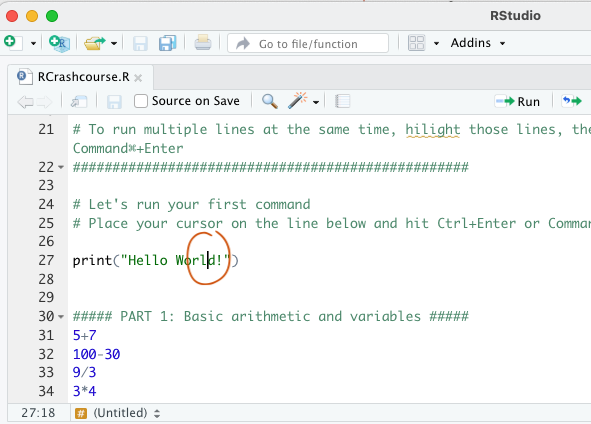 RStudio
Go to file/function
Addins
RCrashcourse.R
Source on Save
Run
21 # To run multiple lines at the same time, hilight those lines, the
Command⌘+Enter
22 ##################################################
23
24 # Let's run your first command
25 # Place your cursor on the line below and hit Ctrl+Enter or Comman
26
27 print("Hello World!")
28
29
30 ##### PART 1: Basic arithmetic and variables #####
31 5+7
32 100-30
33 9/3
34 3*4
27:18 # (Untitled)